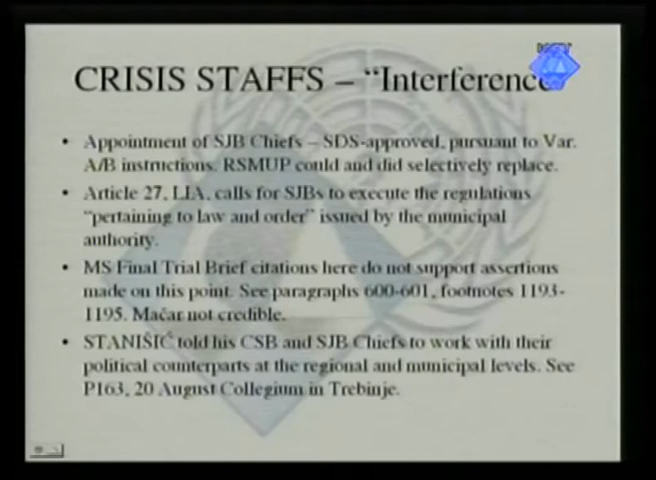 CRISIS STAFFS – “Interference
• Appointment of SJB Chiefs – SDS-approved, pursuant to Var.
A/B instructions. RSMUP could and did selectively replace.
• Article 27, LIA, calls for SJBs to execute the regulations
“pertaining to law and order” issued by the municipal
authority.
• MS Final Trial Brief citations here do not support assertions
made on this point. See paragraphs 600-601, footnotes 1193-
1195. Mačar not credible.
• STANIŠIĆ told his CSB and SJB Chiefs to work with their
political counterparts at the regional and municipal levels. See
P163, 20 August Collegium in Trebinje.